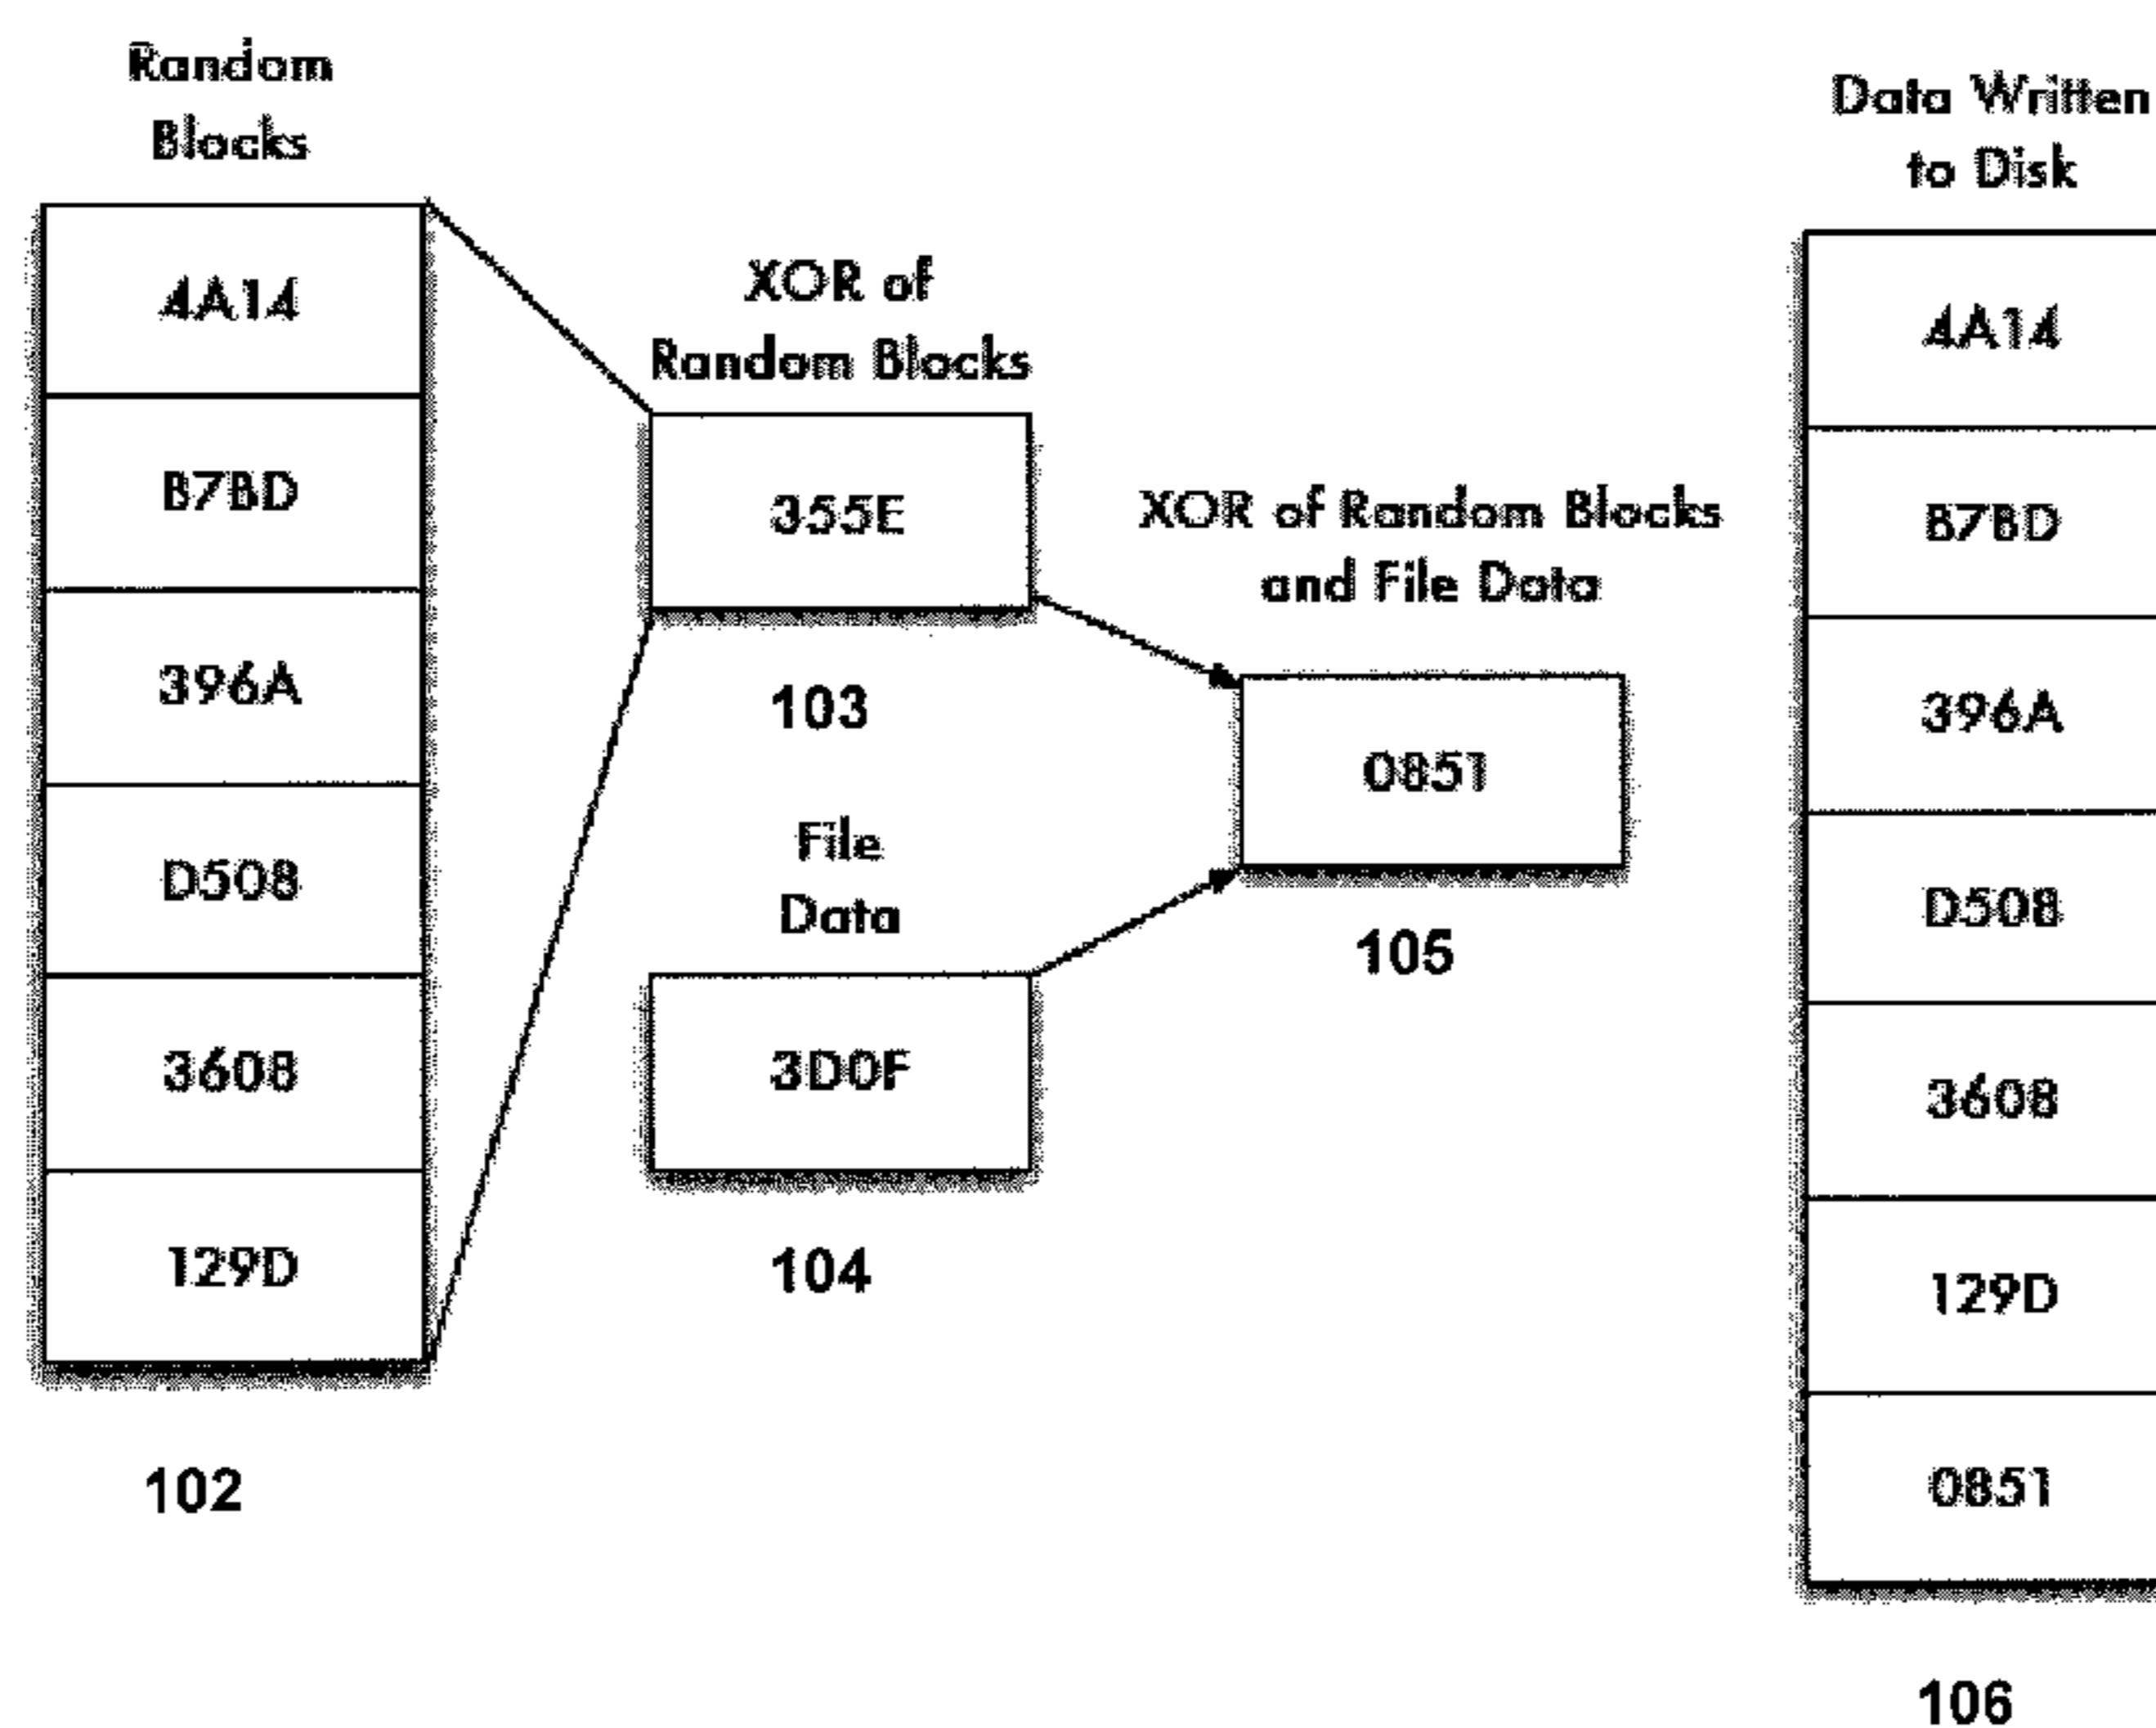 Random
Blocks
4A14
B7BD
396A
D508
3608
129D
102
XOR of
Random Blocks
355E
103
File
Data
3D0F
104
XOR of Random Blocks
and File Data
0851
105
Data Written
to Disk
4A14
B7BD
396A
D508
3608
129D
0851
106